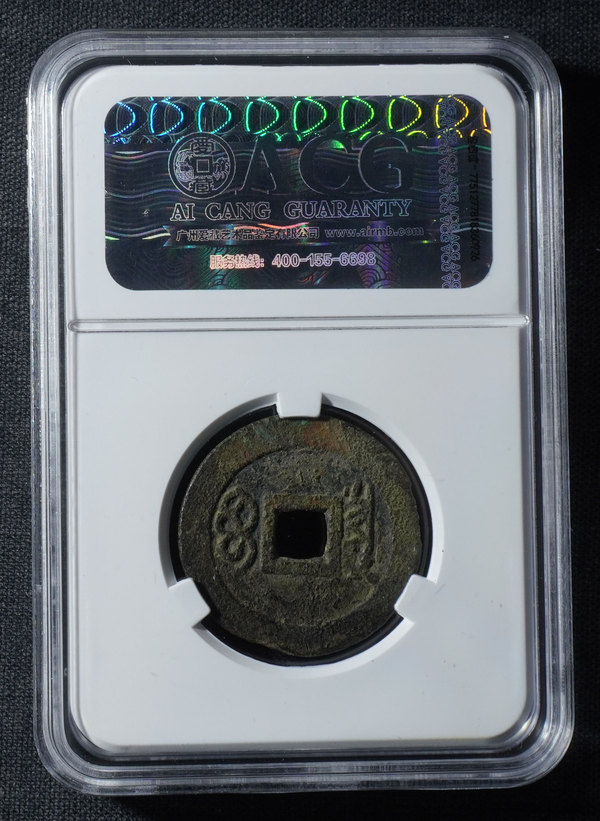 ACG
AI CANG GUARANTY
广州爱藏艺术品鉴定有限公司 www.airmb.com
服务热线：400-155-6698